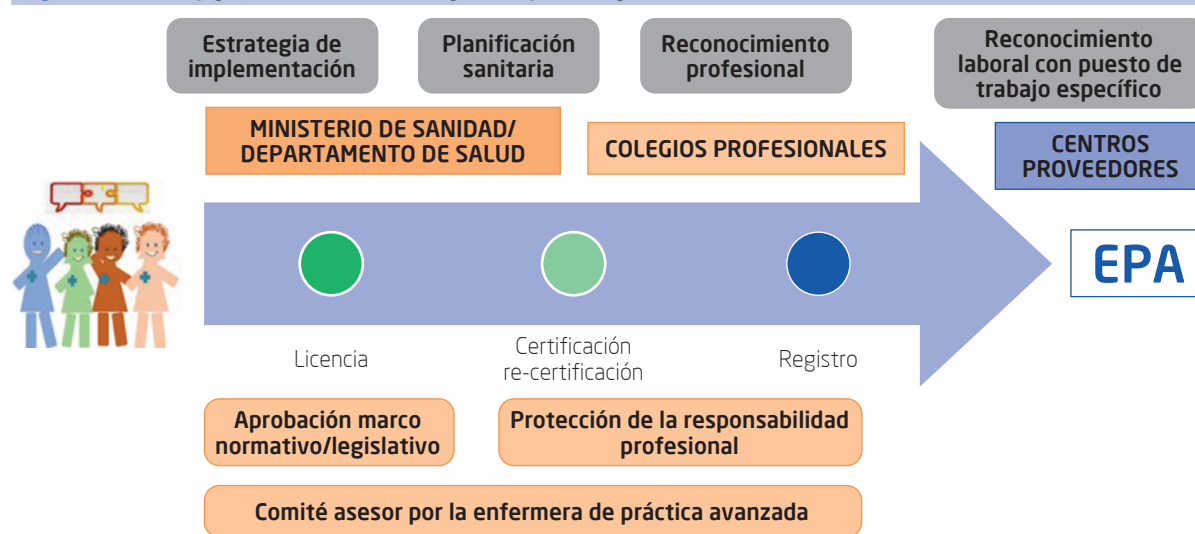 Estrategia de
implementación
Planificación
sanitaria
Reconocimiento
profesional
Reconocimiento
laboral con puesto de
trabajo específico
MINISTERIO DE SANIDAD/
DEPARTAMENTO DE SALUD
COLEGIOS PROFESIONALES
CENTROS
PROVEEDORES
EPA
Licencia
Certificación
re-certificación
Registro
Aprobación marco
normativo/legislativo
Protección de la responsabilidad
profesional
Comité asesor por la enfermera de práctica avanzada